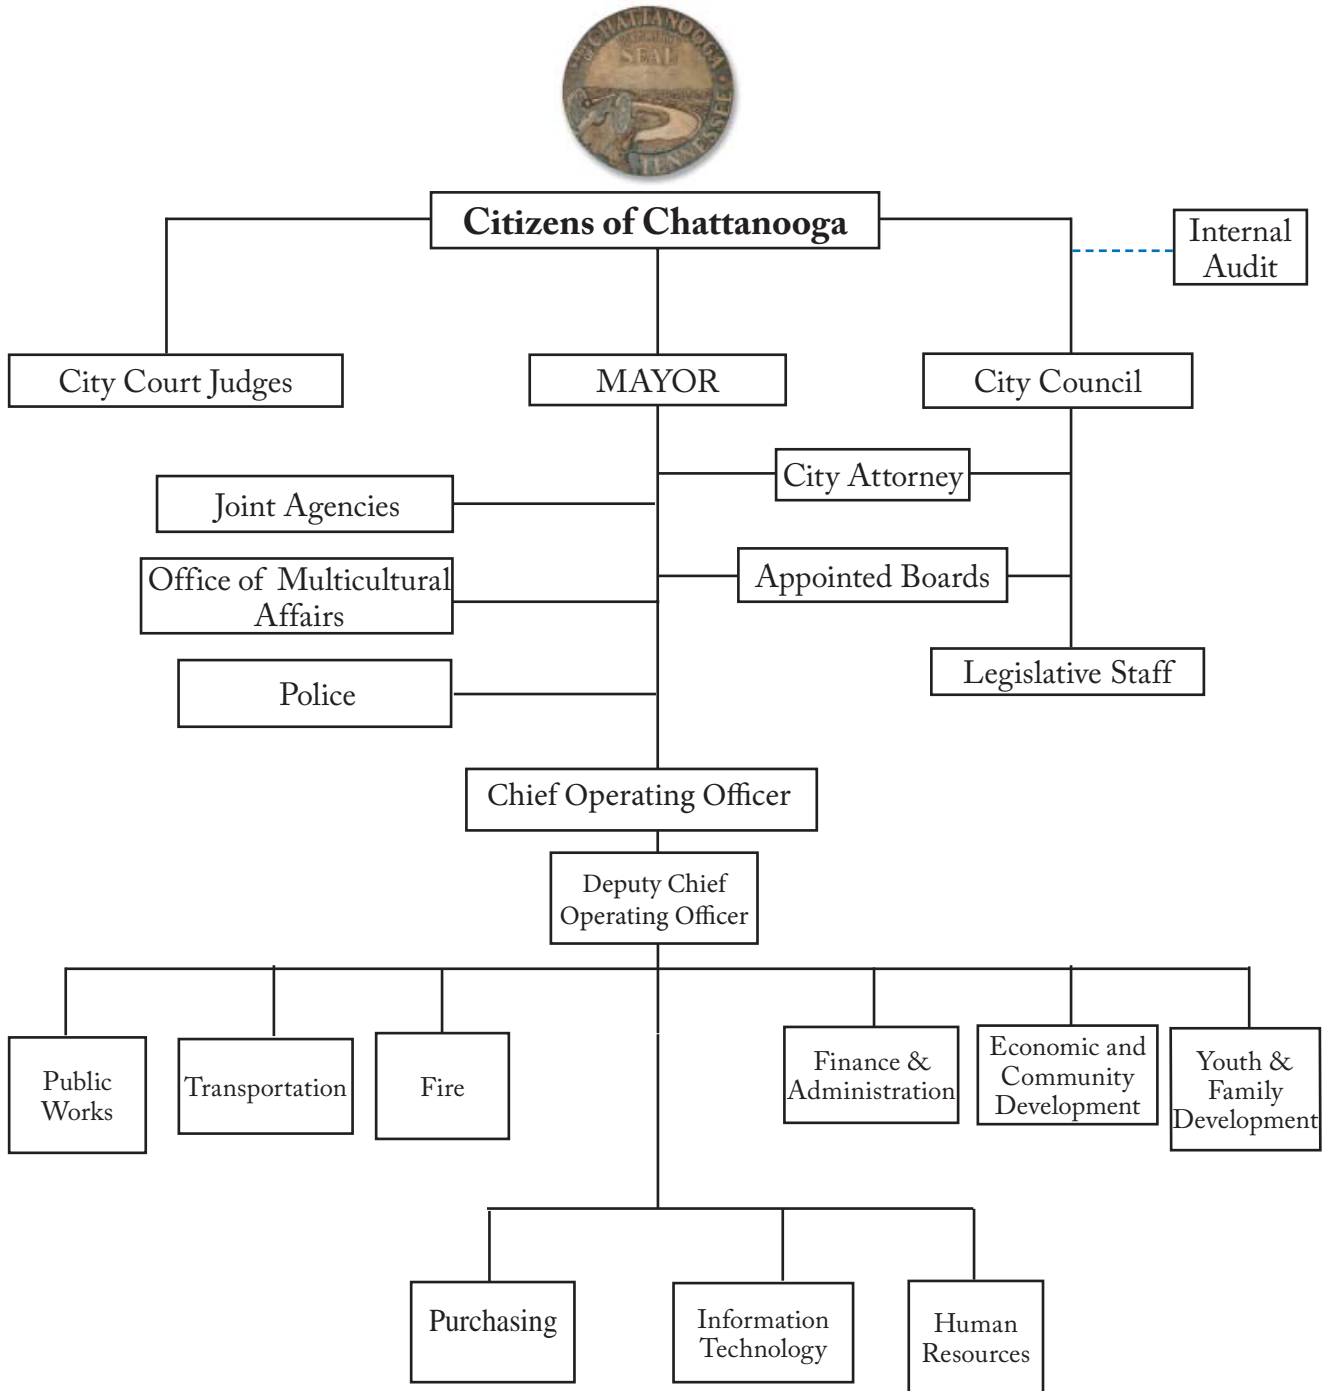 CITY OF CHATTANOOGA • TENNESSEE
SEAL
Citizens of Chattanooga
Internal
Audit
City Court Judges
MAYOR
City Council
City Attorney
Joint Agencies
Office of Multicultural
Affairs
Appointed Boards
Legislative Staff
Police
Chief Operating Officer
Deputy Chief
Operating Officer
Public
Works
Transportation
Fire
Finance &
Administration
Economic and
Community
Development
Youth &
Family
Development
Purchasing
Information
Technology
Human
Resources